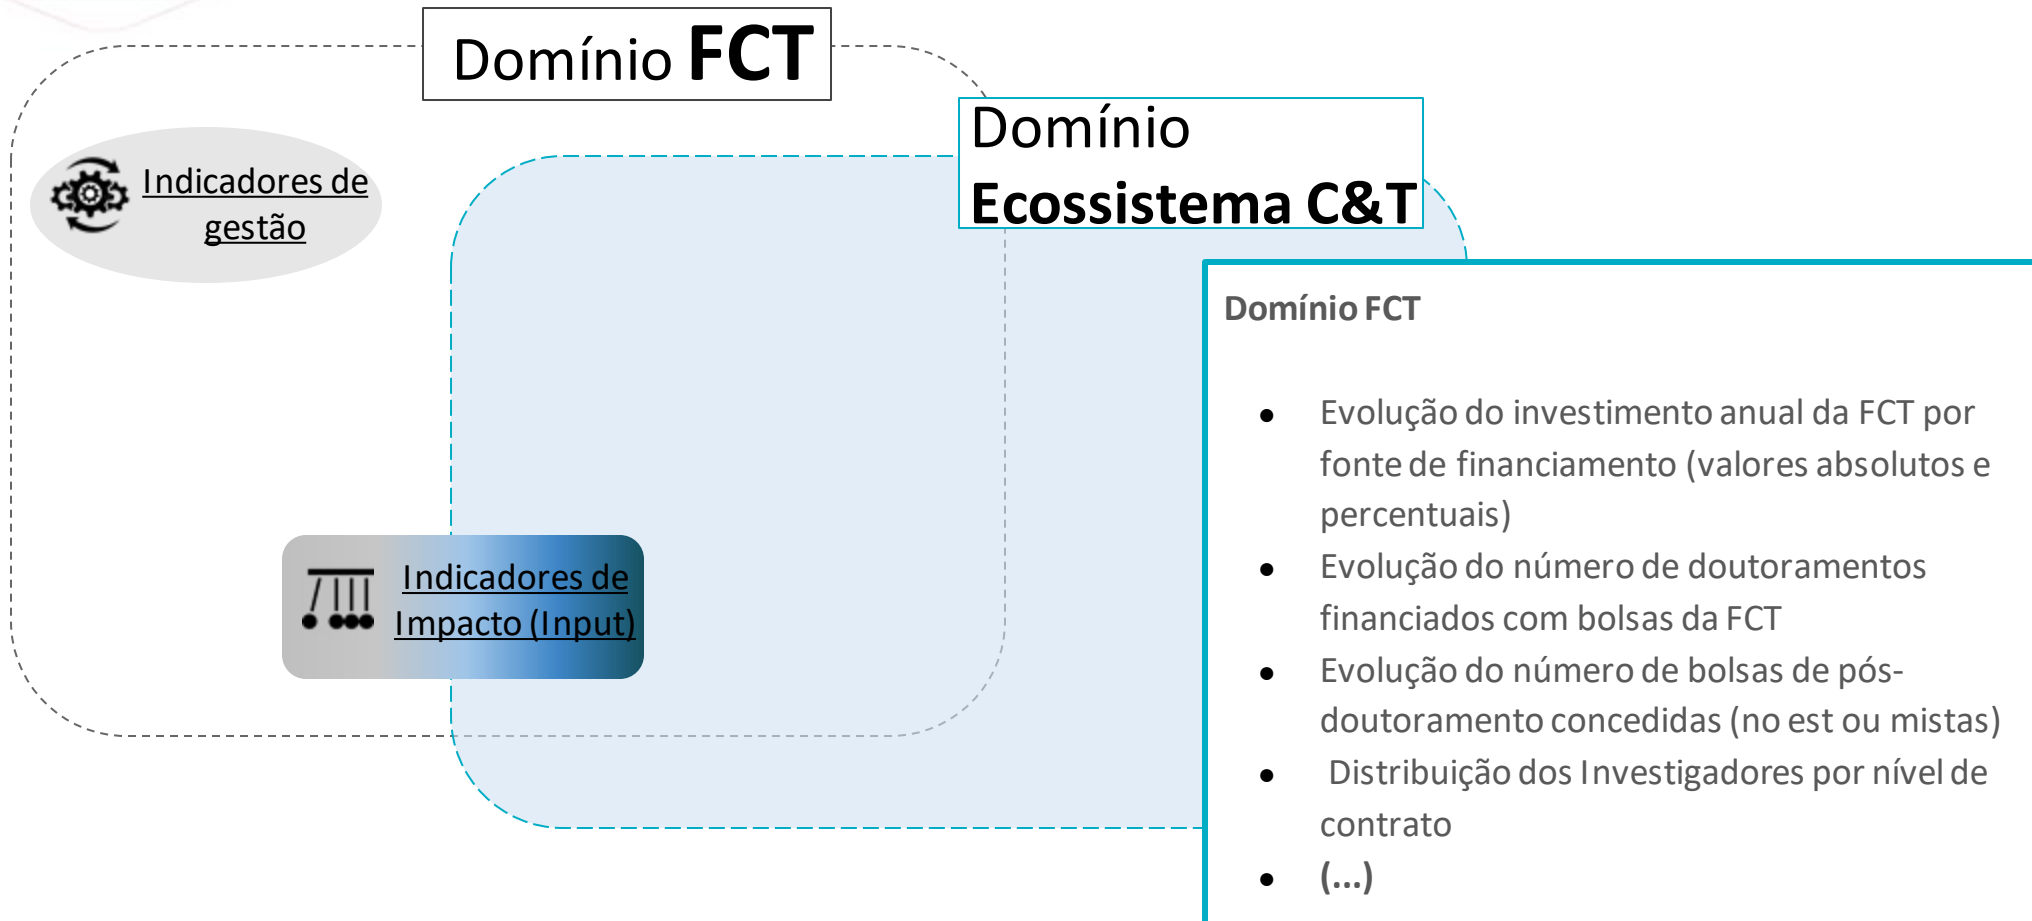 Domínio FCT
Domínio
Ecossistema C&T
Indicadores de
gestão
Indicadores de
Impacto (Input)
Domínio FCT
● Evolução do investimento anual da FCT por
fonte de financiamento (valores absolutos e
percentuais)
● Evolução do número de doutoramentos
financiados com bolsas da FCT
● Evolução do número de bolsas de pós-
doutoramento concedidas (no est ou mistas)
● Distribuição dos Investigadores por nível de
contrato
● (...)